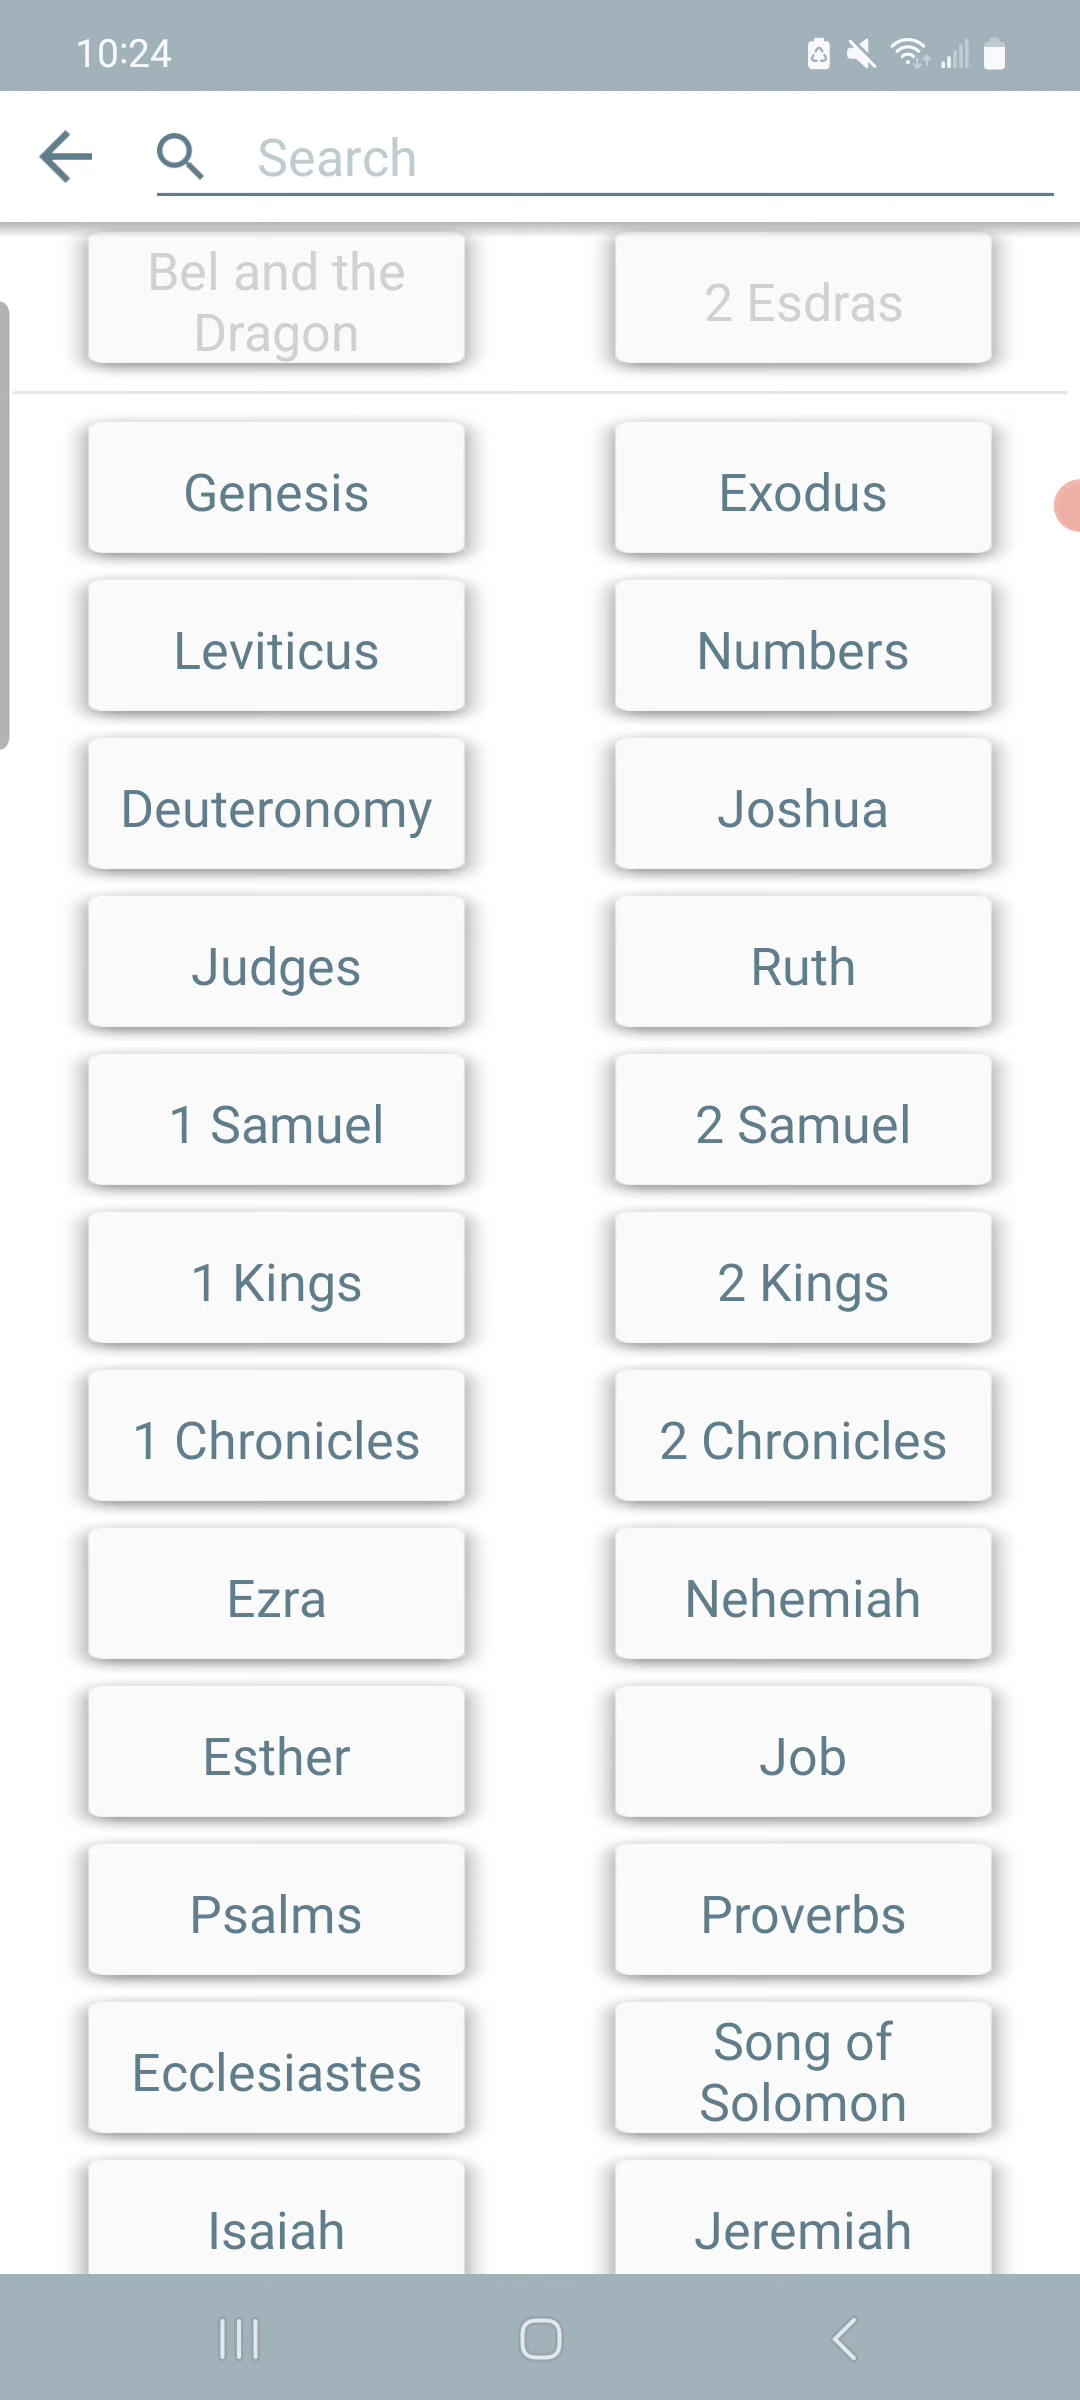 10:24
Search
Bel and the
Dragon
2 Esdras
Genesis
Exodus
Leviticus
Numbers
Deuteronomy
Joshua
Judges
Ruth
1 Samuel
2 Samuel
1 Kings
2 Kings
1 Chronicles
2 Chronicles
Ezra
Nehemiah
Esther
Job
Psalms
Proverbs
Ecclesiastes
Song of
Solomon
Isaiah
Jeremiah